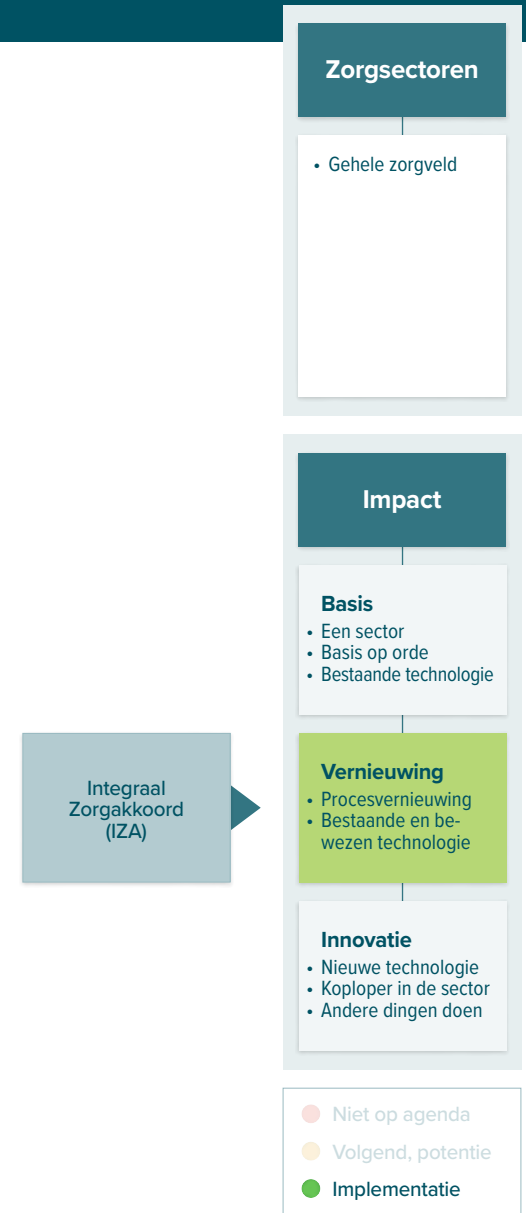 Zorgsectoren
• Gehele zorgveld
Impact
Basis
• Een sector
• Basis op orde
• Bestaande technologie
Integraal
Zorgakkoord
(IZA)
Vernieuwing
• Procesvernieuwing
• Bestaande en be-
wezen technologie
Innovatie
• Nieuwe technologie
• Koploper in de sector
• Andere dingen doen
Niet op agenda
Volgend, potentie
Implementatie